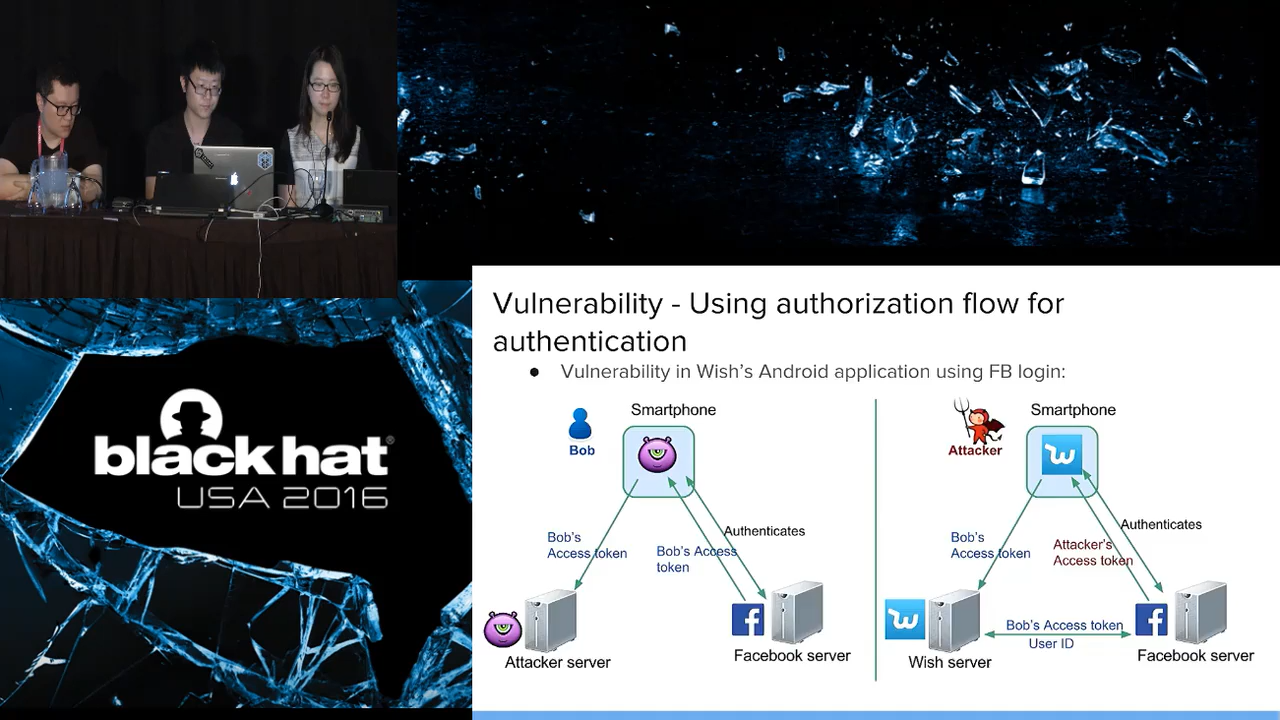 black hat®
USA 2016
Vulnerability - Using authorization flow for
authentication
● Vulnerability in Wish's Android application using FB login:
Smartphone
Bob
Authenticates
Bob's
Access token
Bob's Access
token
Attacker server
Facebook server
Smartphone
Attacker
Authenticates
Bob's
Access token
Attacker's
Access token
Bob's Access token
User ID
Wish server
Facebook server